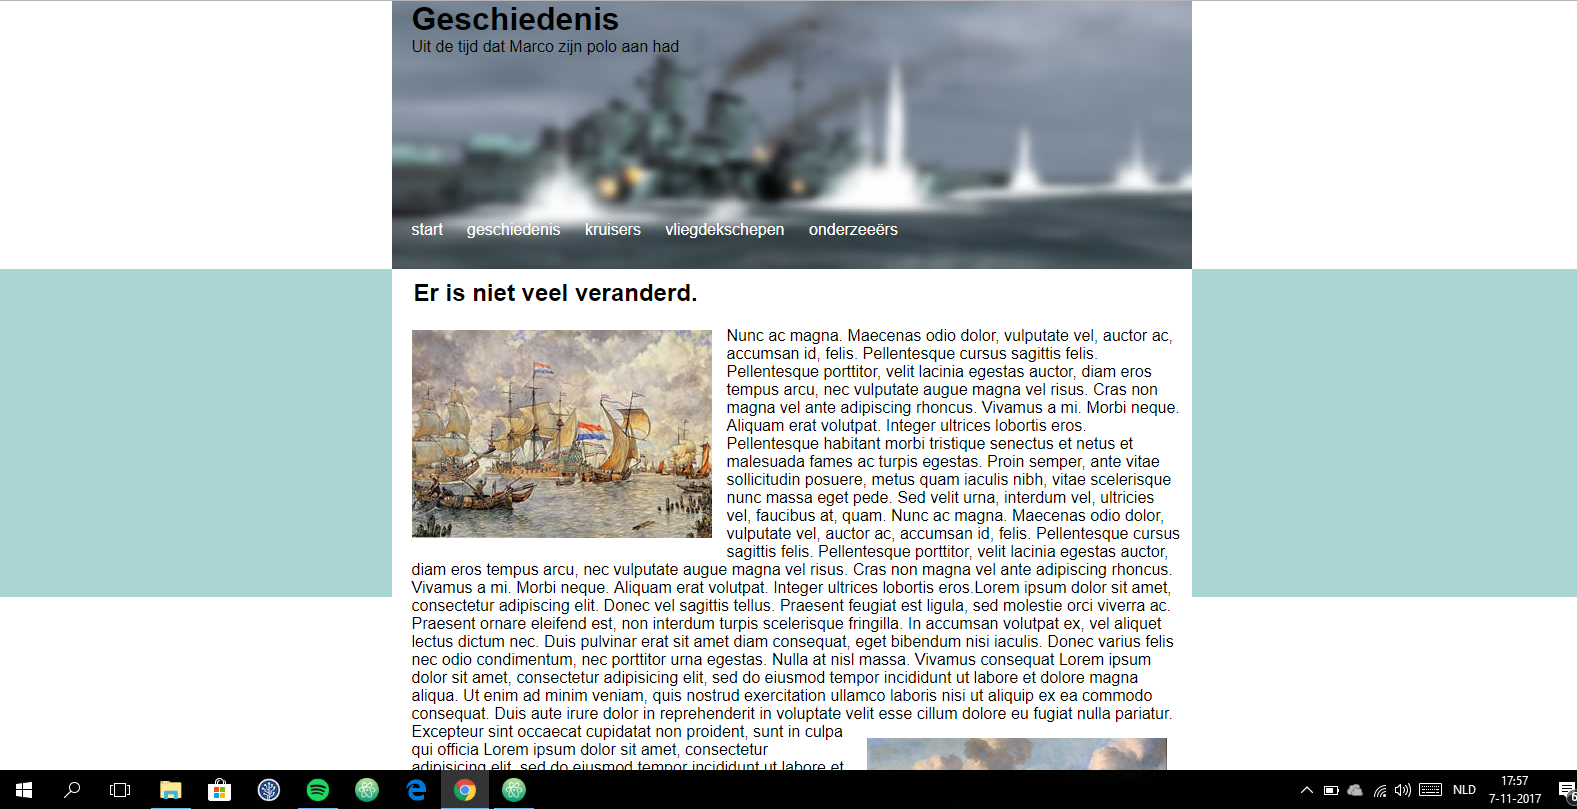 Geschiedenis
Uit de tijd dat Marco zijn polo aan had
start geschiedenis kruisers vliegdekschepen onderzeeërs
Er is niet veel veranderd.
Nunc ac magna. Maecenas odio dolor, vulputate vel, auctor ac,
accumsan id, felis. Pellentesque cursus sagittis felis.
Pellentesque porttitor, velit lacinia egestas auctor, diam eros
tempus arcu, nec vulputate augue magna vel risus. Cras non
magna vel ante adipiscing rhoncus. Vivamus a mi. Morbi neque.
Aliquam erat volutpat. Integer ultrices lobortis eros.
Pellentesque habitant morbi tristique senectus et netus et
malesuada fames ac turpis egestas. Proin semper, ante vitae
sollicitudin posuere, metus quam iaculis nibh, vitae scelerisque
nunc massa eget pede. Sed velit urna, interdum vel, ultricies
vel, faucibus at, quam. Nunc ac magna. Maecenas odio dolor,
vulputate vel, auctor ac, accumsan id, felis. Pellentesque cursus
sagittis felis. Pellentesque porttitor, velit lacinia egestas auctor,
diam eros tempus arcu, nec vulputate augue magna vel risus. Cras non magna vel ante adipiscing rhoncus.
Vivamus a mi. Morbi neque. Aliquam erat volutpat. Integer ultrices lobortis eros.Lorem ipsum dolor sit amet,
consectetur adipiscing elit. Donec vel sagittis tellus. Praesent feugiat est ligula, sed molestie orci viverra ac.
Praesent ornare eleifend est, non interdum turpis scelerisque fringilla. In accumsan volutpat ex, vel aliquet
lectus dictum nec. Duis pulvinar erat sit amet diam consequat, eget bibendum nisi iaculis. Donec varius felis
nec odio condimentum, nec porttitor urna egestas. Nulla at nisl massa. Vivamus consequat Lorem ipsum
dolor sit amet, consectetur adipisicing elit, sed do eiusmod tempor incididunt ut labore et dolore magna
aliqua. Ut enim ad minim veniam, quis nostrud exercitation ullamco laboris nisi ut aliquip ex ea commodo
consequat. Duis aute irure dolor in reprehenderit in voluptate velit esse cillum dolore eu fugiat nulla pariatur.
Excepteur sint occaecat cupidatat non proident, sunt in culpa
qui officia Lorem ipsum dolor sit amet, consectetur
adipisicing elit, sed do eiusmod tempor incididunt ut labore et
NLD
17:57
7-11-2017
6